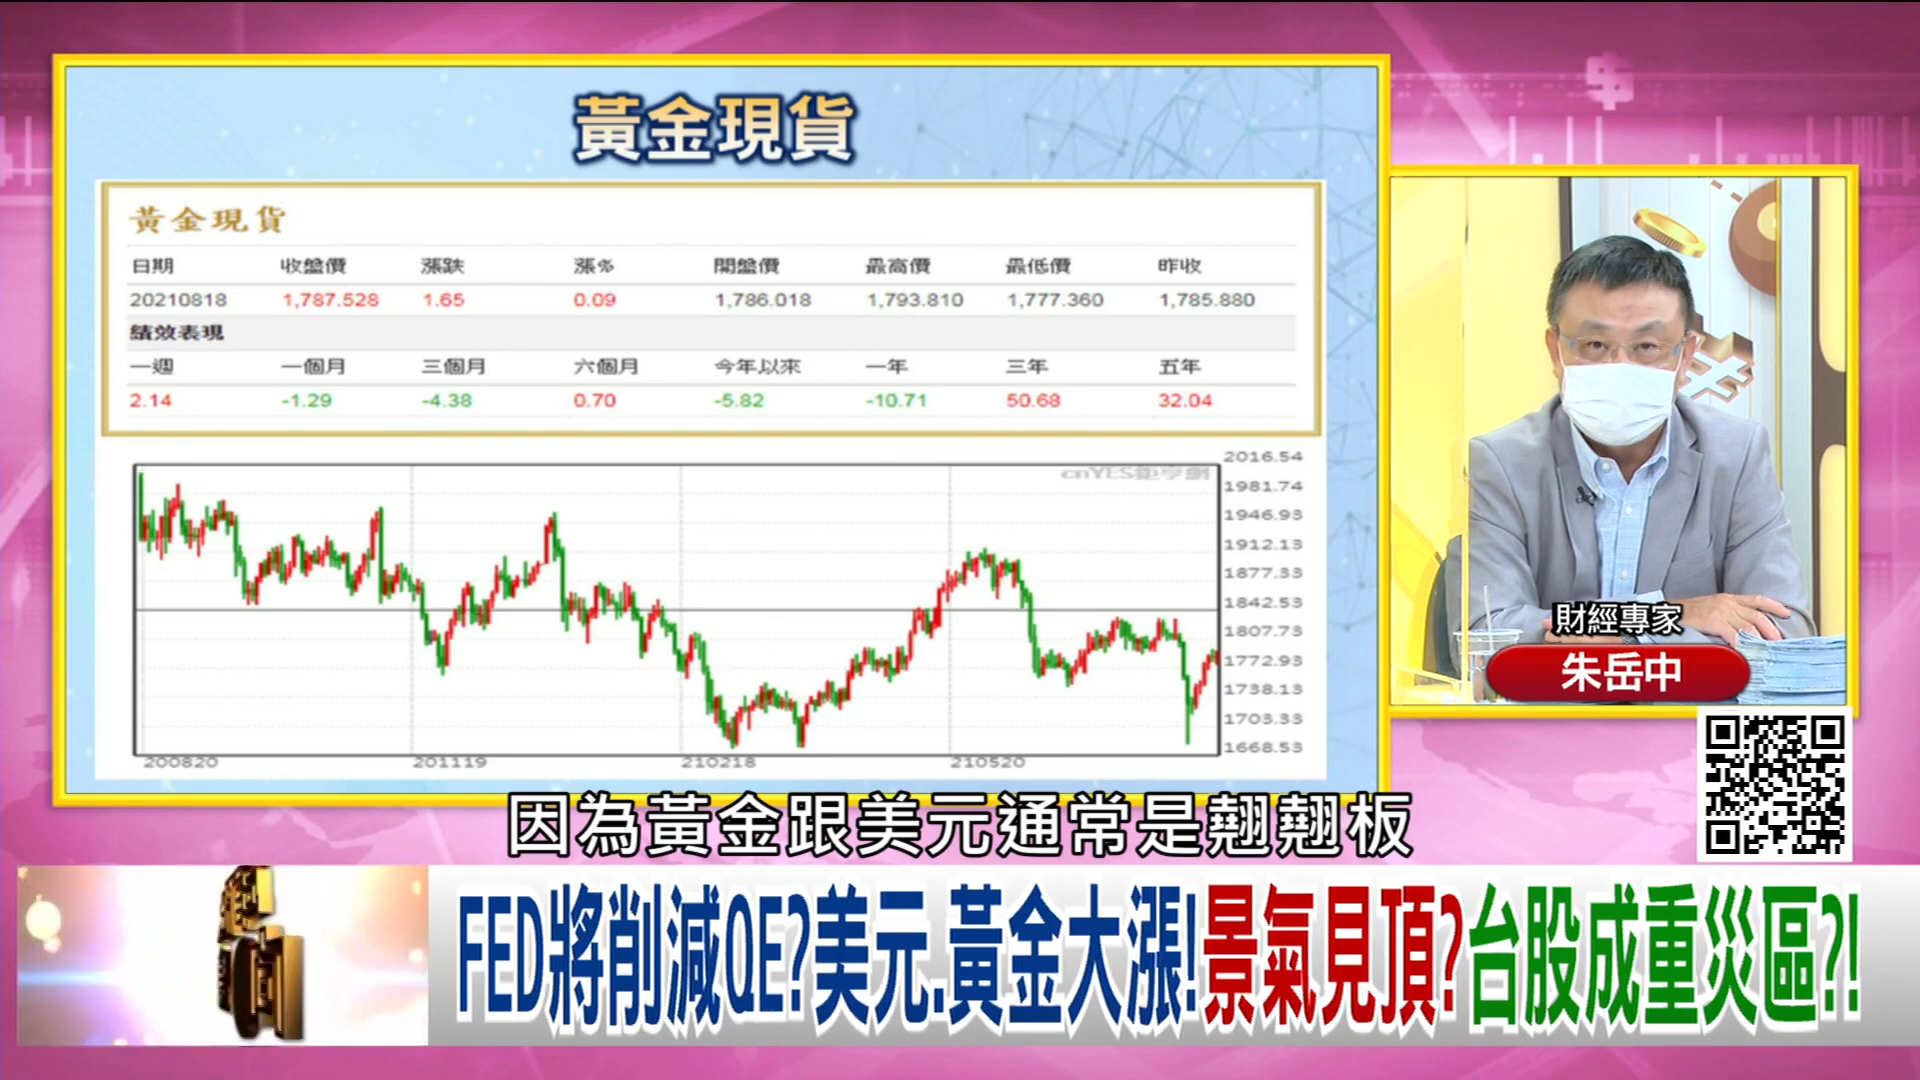 黃金現貨
黃金現貨
日期 收盤價 漲跌 漲% 開盤價 最高價 最低價 昨收
20210818 1,787.528 1.65 0.09 1,786.018 1,793.810 1,777.360 1,785.880
績效表現
一週 一個月 三個月 六個月 今年以來 一年 三年 五年
2.14 -1.29 -4.38 0.70 -5.82 -10.71 50.68 32.04
cnYES鉅亨網
2016.54
1981.74
1946.93
1912.13
1877.33
1842.53
1807.73
1772.93
1738.13
1703.33
1668.53
200820 201119 210218 210520
財經專家
朱岳中
因為黃金跟美元通常是翹翹板
FED將削減QE?美元.黃金大漲!景氣見頂?台股成重災區?!